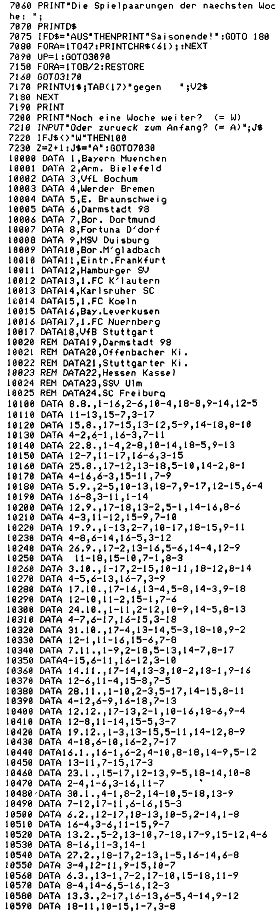 7060 PRINT"Die Spielpaarungen der naechsten Woc
he: ";
7070 PRINTD$
7075 IFD$="AUS"THENPRINT"Saisonende!":GOTO 180
7080 FORA=1TO47:PRINTCHR$(61);:NEXT
7090 UP=1:GOTO3090
7150 FORA=1TOB/2:RESTORE
7160 GOTO3170
7170 PRINTV1$;TAB(17)"gegen   ";V2$
7180 NEXT
7190 PRINT
7200 PRINT"Noch eine Woche weiter? (= W)
7210 INPUT"Oder zurueck zum Anfang? (= A)";J$
7220 IFJ$()"W"THEN100
7230 Z=Z+1:J$="A":GOTO7030
10000 DATA 1,Bayern Muenchen
10001 DATA 2,Arm. Bielefeld
10002 DATA 3,VfL Bochum
10003 DATA 4,Werder Bremen
10005 DATA 5,E. Braunschweig
10006 DATA 6,Darmstadt 98
10007 DATA 7,Bor. Dortmund
10008 DATA 8,Fortuna D'dorf
10009 DATA 9,MSV Duisburg
10010 DATA10,Bor.M'gladbach
10011 DATA11,Eintr.Frankfurt
10012 DATA12,Hamburger SV
10013 DATA13,1.FC K'lautern
10014 DATA14,Karlsruher SC
10015 DATA15,1.FC Koeln
10015 DATA16,Bay.Leverkusen
10016 DATA17,1.FC Nuernberg
10017 DATA18,VfB Stuttgart
10020 REM DATA19,Darmstadt 98
10021 REM DATA20,Offenbacher Ki.
10022 REM DATA21,Stuttgarter Ki.
10023 REM DATA22,Hessen Kassel
10024 REM DATA23,SSV Ulm
10025 REM DATA24,SC Freiburg
10100 DATA 8.8.,1-16,2-6,10-4,18-8,9-14,12-5
10110 DATA 11-13,15-7,3-17
10120 DATA 15.8.,17-15,13-12,5-9,14-18,8-10
10130 DATA 4-2,6-1,16-3,7-11
10140 DATA 22.8.,1-4,2-8,10-14,18-5,9-13
10150 DATA 12-7,11-17,16-6,3-15
10160 DATA 25.8.,17-12,13-18,5-10,14-2,8-1
10170 DATA 4-16,6-3,15-11,7-9
10180 DATA 5.9.,2-5,10-13,18-7,9-17,12-15,6-4
10190 DATA 16-8,3-11,1-14
10200 DATA 12.9.,17-18,13-2,5-1,14-16,8-6
10210 DATA 4-3,11-12,15-9,7-10
10220 DATA 19.9.,1-13,2-7,10-17,18-15,9-11
10230 DATA 4-8,6-14,16-5,3-12
10240 DATA 26.9.,17-2,13-16,5-6,14-4,12-9
10250 DATA  11-18,15-10,7-1,8-3
10260 DATA 3.10.,1-17,2-15,10-11,18-12,8-14
10270 DATA 4-5,6-13,16-7,3-9
10280 DATA 17.10.,17-16,13-4,5-8,14-3,9-18
10290 DATA 12-10,11-2,15-1,7-6
10300 DATA 24.10.,1-11,2-12,10-9,14-5,8-13
10310 DATA 4-7,6-17,16-15,3-18
10320 DATA 31.10.,17-4,13-14,5-3,18-10,9-2
10330 DATA 12-1,11-16,15-6,7-8
10340 DATA 7.11.,1-9,2-18,5-13,14-7,8-17
10350 DATA4-15,6-11,16-12,3-10
10360 DATA 14.11.,17-14,13-3,10-2,18-1,9-16
10370 DATA 12-6,11-4,15-8,7-5
10380 DATA 28.11.,1-10,2-3,5-17,14-15,8-11
10390 DATA 4-12,6-9,16-18,7-13
10400 DATA 12.12.,17-13,2-1,10-16,18-6,9-4
10410 DATA 12-8,11-14,15-5,3-7
10420 DATA 19.12.,1-3,13-15,5-11,14-12,8-9
10430 DATA 4-18,6-10,16-2,7-17
10440 DATA16.1.,16-1,6-2,4-10,8-18,14-9,5-12
10450 DATA 13-11,7-15,17-3
10460 DATA 23.1.,15-17,12-13,9-5,18-14,10-8
10470 DATA 2-4,1-6,3-16,11-7
10480 DATA 30.1.,4-1,8-2,14-10,5-18,13-9
10490 DATA 7-12,17-11,6-16,15-3
10500 DATA 6.2.,12-17,18-13,10-5,2-14,1-8
10510 DATA 16-4,3-6,11-15,9-7
10520 DATA 13.2.,5-2,13-10,7-18,17-9,15-12,4-6
10530 DATA 8-16,11-3,14-1
10540 DATA 27.2.,18-17,2-13,1-5,16-14,6-8
10550 DATA 3-4,12-11,9-15,10-7
10560 DATA 6.3.,13-1,7-2,17-10,15-18,11-9
10570 DATA 8-4,14-6,5-16,12-3
10580 DATA 13.3.,2-17,16-13,6-5,4-14,9-12
10590 DATA 18-11,10-15,1-7,3-8